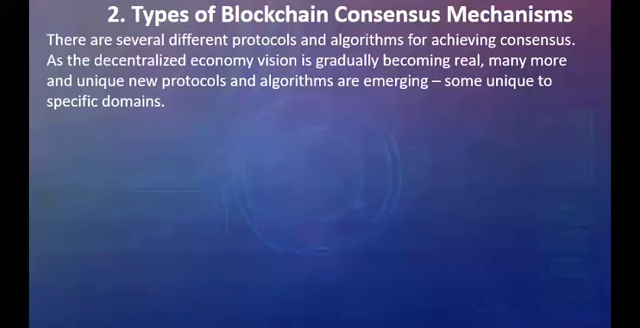 2. Types of Blockchain Consensus Mechanisms
There are several different protocols and algorithms for achieving consensus.
As the decentralized economy vision is gradually becoming real, many more
and unique new protocols and algorithms are emerging – some unique to
specific domains.